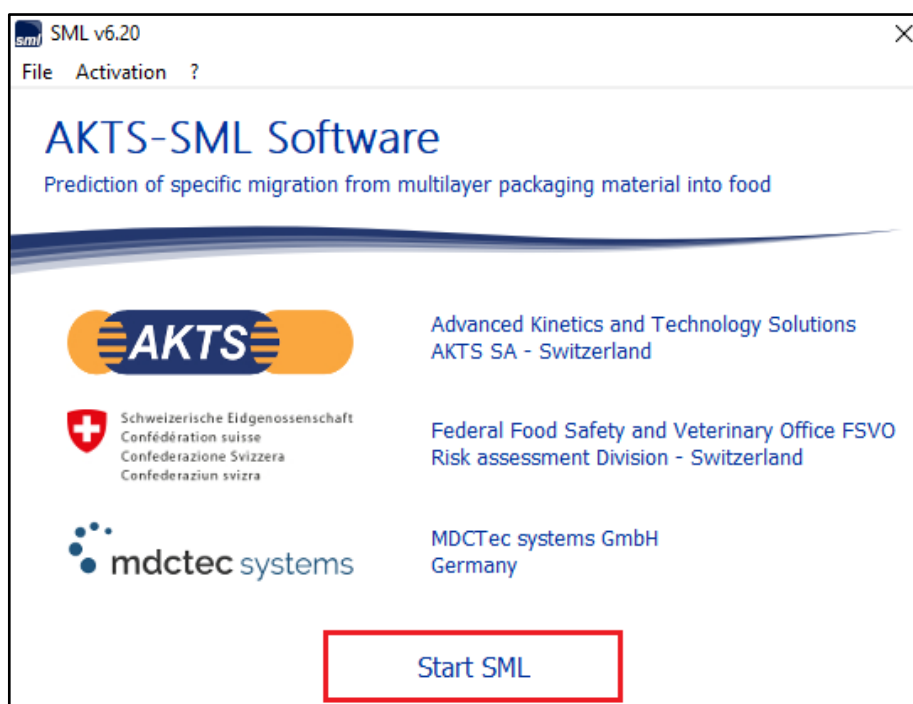 sml SML v6.20
File Activation ?
AKTS-SML Software
Prediction of specific migration from multilayer packaging material into food
AKTS
Advanced Kinetics and Technology Solutions
AKTS SA - Switzerland
Schweizerische Eidgenossenschaft
Confédération suisse
Confederazione Svizzera
Confederaziun svizra
Federal Food Safety and Veterinary Office FSVO
Risk assessment Division - Switzerland
mdctec systems
MDCTec systems GmbH
Germany
Start SML